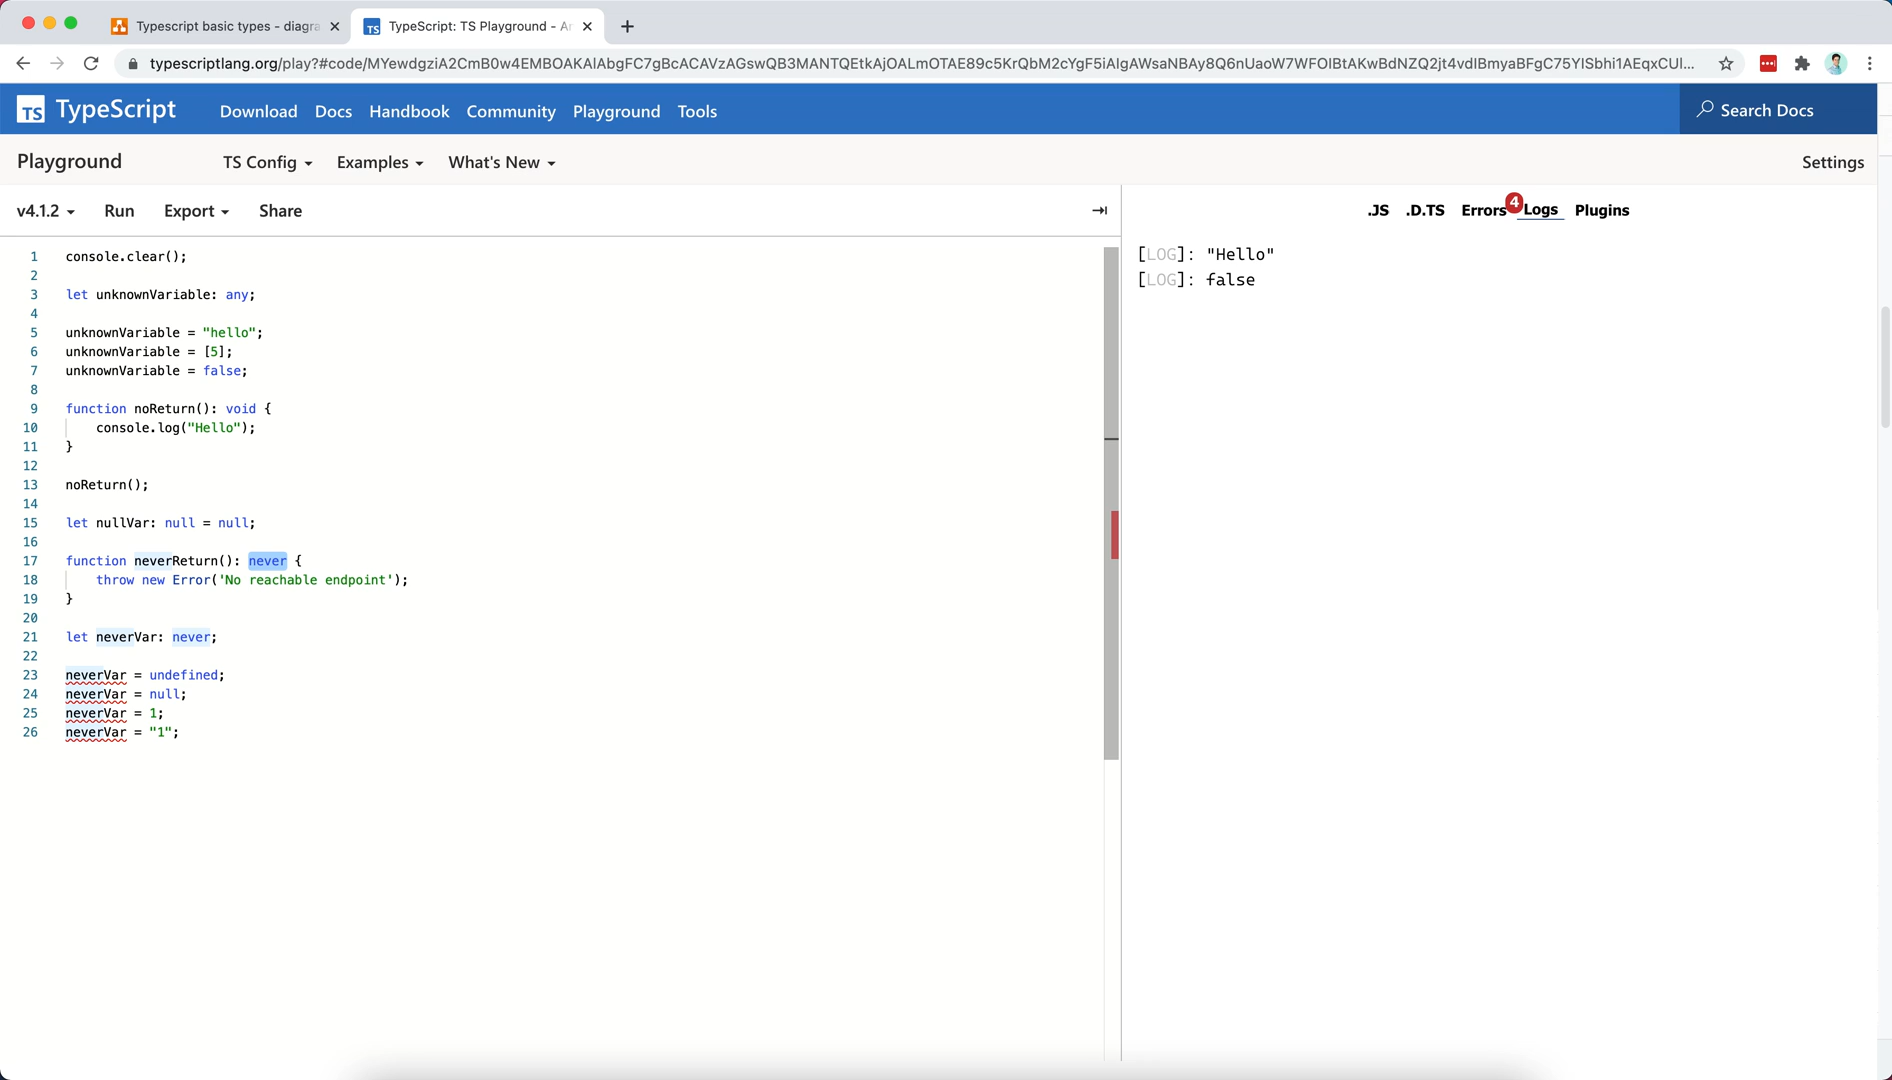 Typescript basic types - diagra
TypeScript: TS Playground - Ar
typescriptlang.org/play?#code/MYewdgziA2CmB0w4EMBOAKAlAbgFC7gBcACAVzAGswQB3MANTQEtkAjOALmOTAE89c5KrQbM2cYgF5iAIgAWsaNBAy8Q6nUaoW7WFOIBtAKwBdNZQ2jt4vdIBmyaBFgC75YISbhi1AEqxCUI...
TS TypeScript
Download Docs Handbook Community Playground Tools
Search Docs
Playground
TS Config Examples What's New
Settings
v4.1.2 Run Export Share
.JS .D.TS Errors 4 Logs Plugins
1 console.clear();
2
3 let unknownVariable: any;
4
5 unknownVariable = "hello";
6 unknownVariable = [5];
7 unknownVariable = false;
8
9 function noReturn(): void {
10 console.log("Hello");
11 }
12
13 noReturn();
14
15 let nullVar: null = null;
16
17 function neverReturn(): never {
18 throw new Error('No reachable endpoint');
19 }
20
21 let neverVar: never;
22
23 neverVar = undefined;
24 neverVar = null;
25 neverVar = 1;
26 neverVar = "1";
[LOG]: "Hello"
[LOG]: false